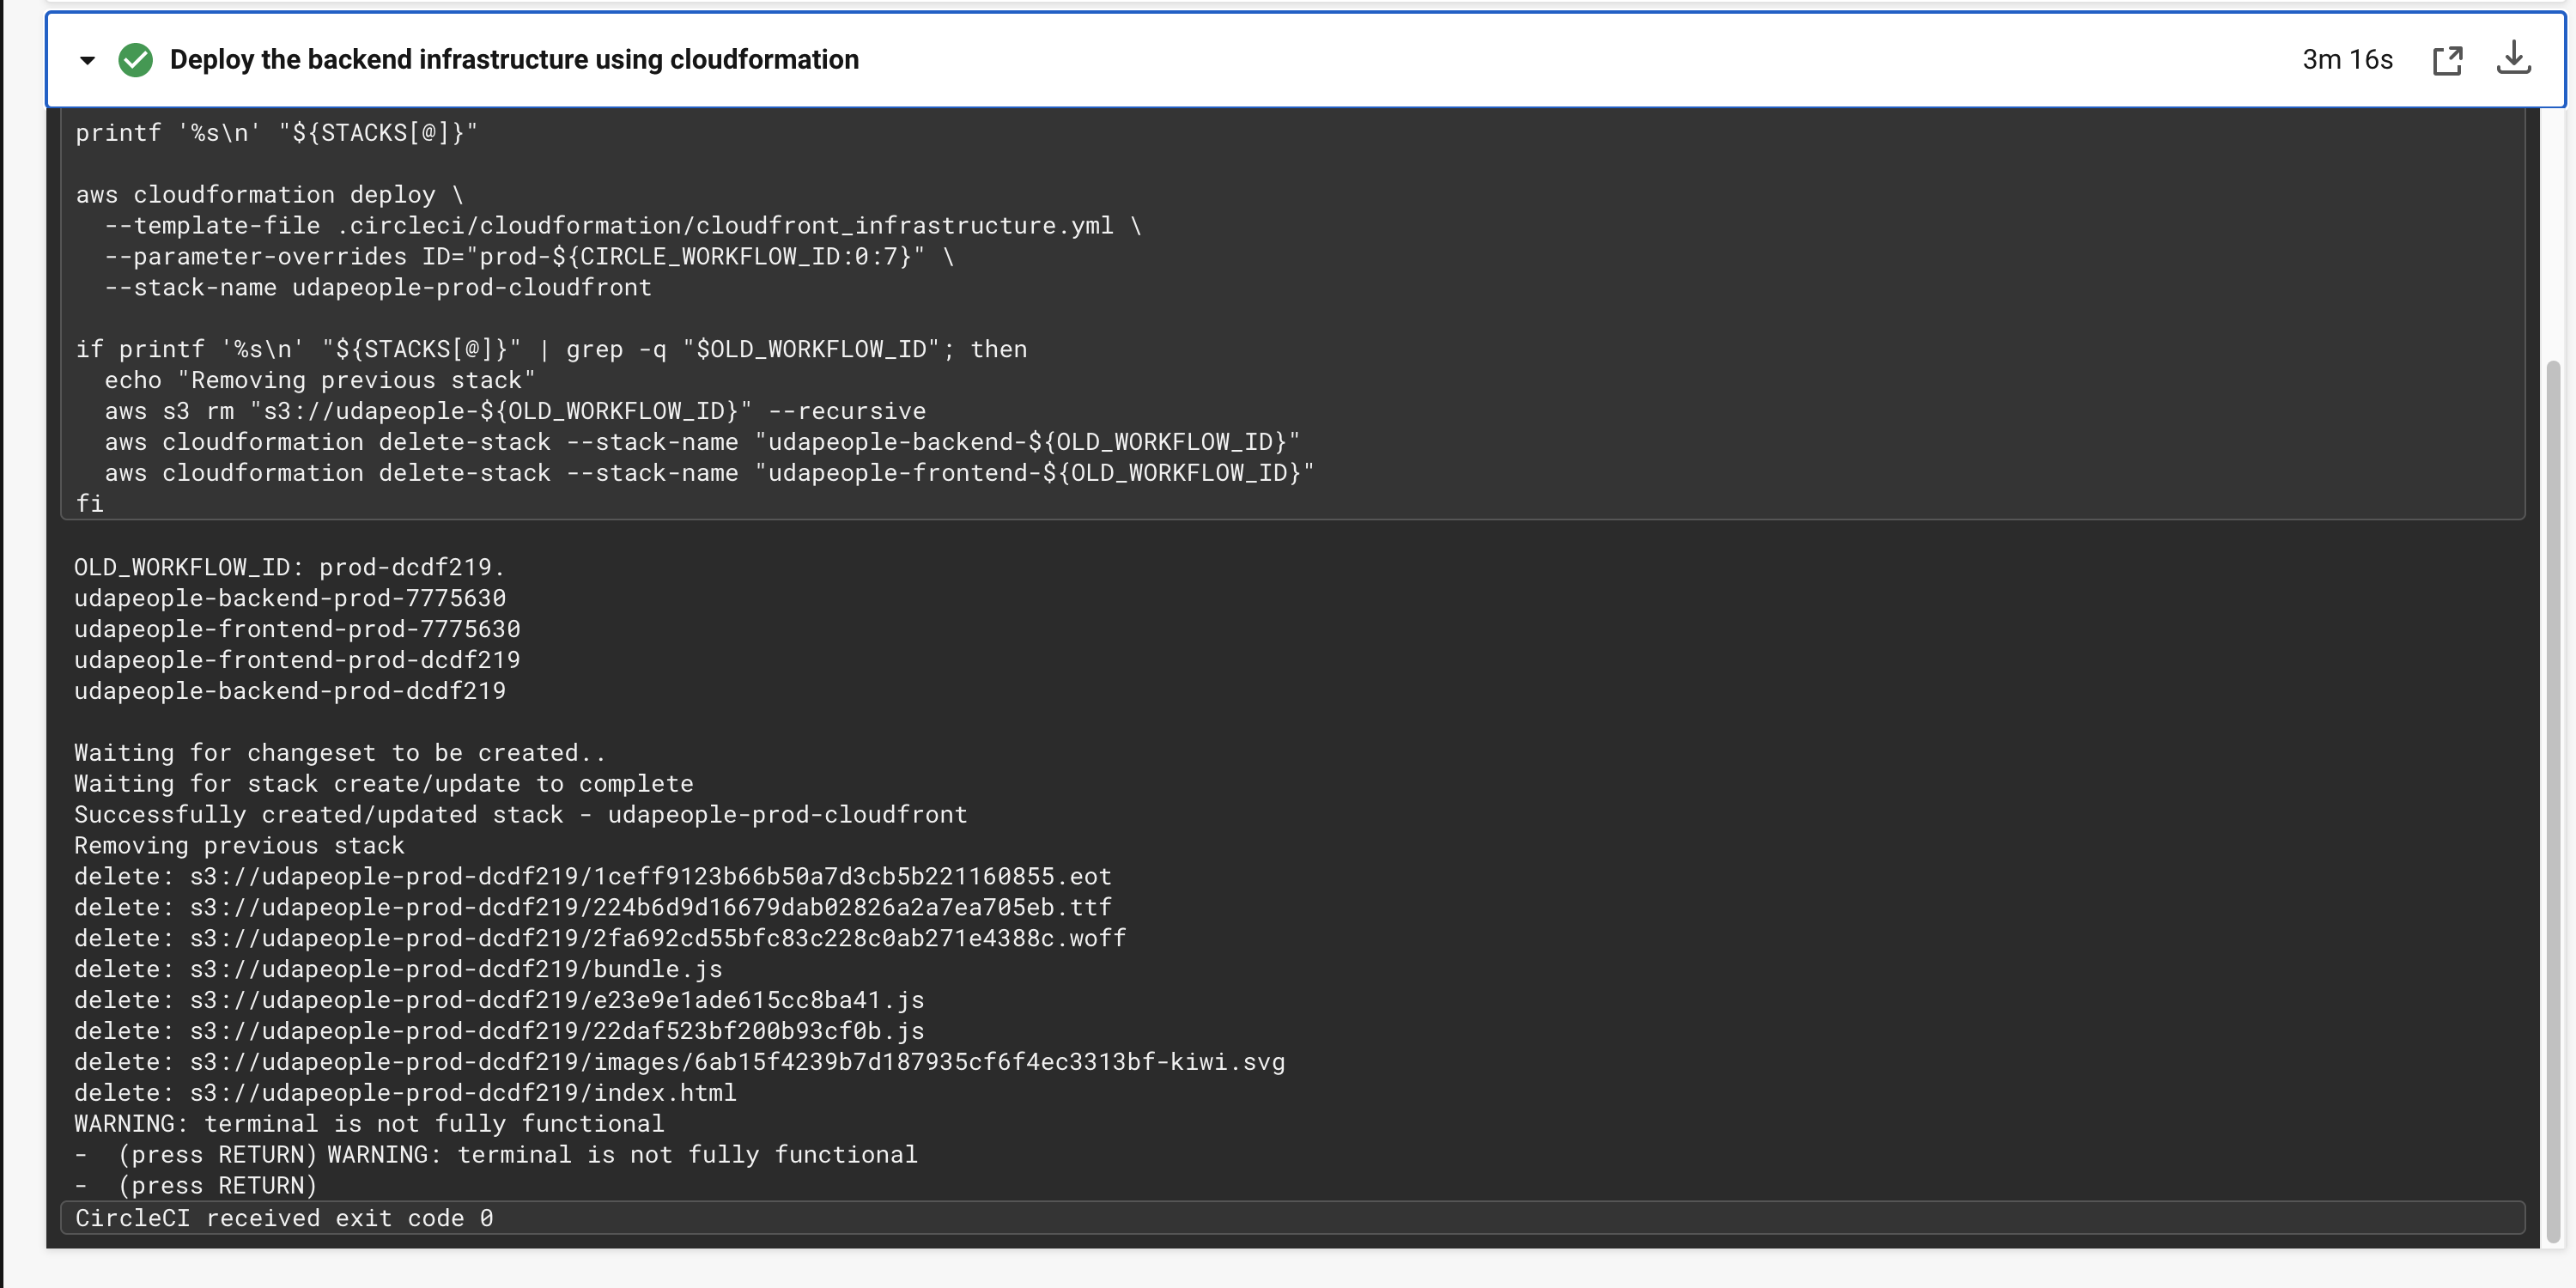 Deploy the backend infrastructure using cloudformation
3m 16s
printf '%s\n' "${STACKS[@]}"
aws cloudformation deploy \
  --template-file .circleci/cloudformation/cloudfront_infrastructure.yml \
  --parameter-overrides ID="prod-${CIRCLE_WORKFLOW_ID:0:7}" \
  --stack-name udapeople-prod-cloudfront
if printf '%s\n' "${STACKS[@]}" | grep -q "$OLD_WORKFLOW_ID"; then
  echo "Removing previous stack"
  aws s3 rm "s3://udapeople-${OLD_WORKFLOW_ID}" --recursive
  aws cloudformation delete-stack --stack-name "udapeople-backend-${OLD_WORKFLOW_ID}"
  aws cloudformation delete-stack --stack-name "udapeople-frontend-${OLD_WORKFLOW_ID}"
fi
OLD_WORKFLOW_ID: prod-dcdf219.
udapeople-backend-prod-7775630
udapeople-frontend-prod-7775630
udapeople-frontend-prod-dcdf219
udapeople-backend-prod-dcdf219
Waiting for changeset to be created..
Waiting for stack create/update to complete
Successfully created/updated stack - udapeople-prod-cloudfront
Removing previous stack
delete: s3://udapeople-prod-dcdf219/1ceff9123b66b50a7d3cb5b221160855.eot
delete: s3://udapeople-prod-dcdf219/224b6d9d16679dab02826a2a7ea705eb.ttf
delete: s3://udapeople-prod-dcdf219/2fa692cd55bfc83c228c0ab271e4388c.woff
delete: s3://udapeople-prod-dcdf219/bundle.js
delete: s3://udapeople-prod-dcdf219/e23e9e1ade615cc8ba41.js
delete: s3://udapeople-prod-dcdf219/22daf523bf200b93cf0b.js
delete: s3://udapeople-prod-dcdf219/images/6ab15f4239b7d187935cf6f4ec3313bf-kiwi.svg
delete: s3://udapeople-prod-dcdf219/index.html
WARNING: terminal is not fully functional
-  (press RETURN) WARNING: terminal is not fully functional
-  (press RETURN)
CircleCI received exit code 0